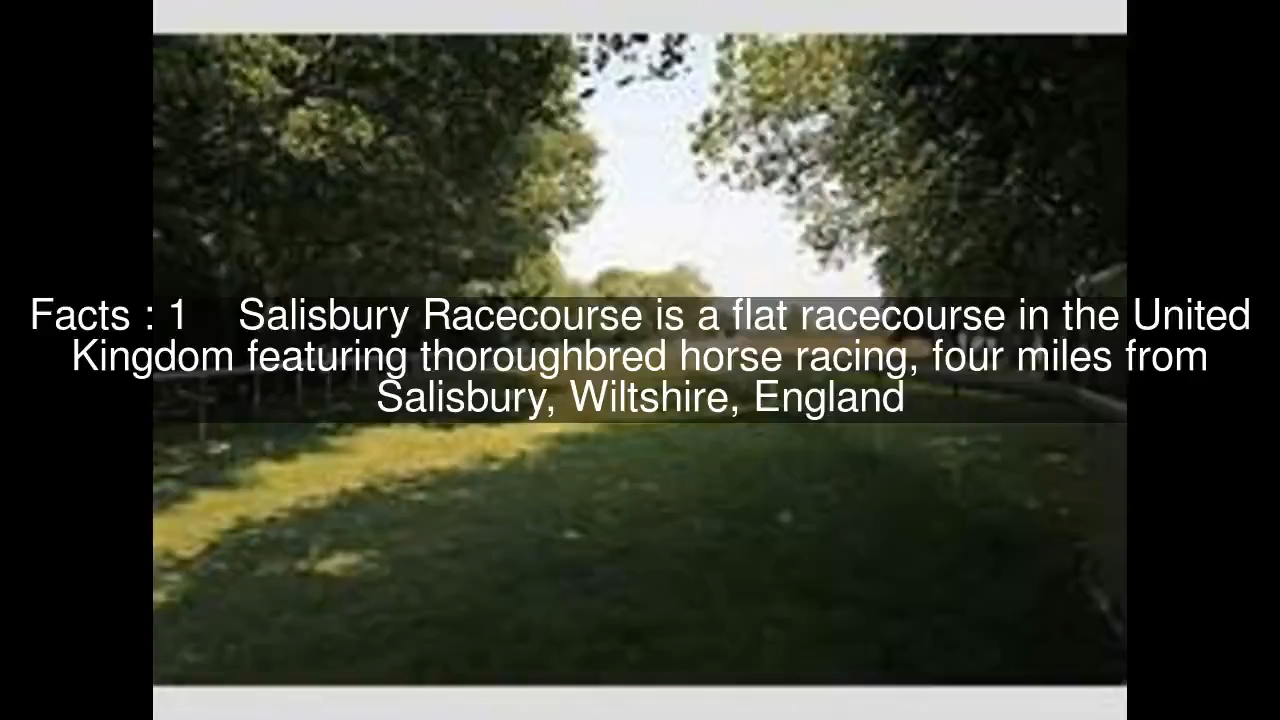 Facts : 1 Salisbury Racecourse is a flat racecourse in the United
Kingdom featuring thoroughbred horse racing, four miles from
Salisbury, Wiltshire, England